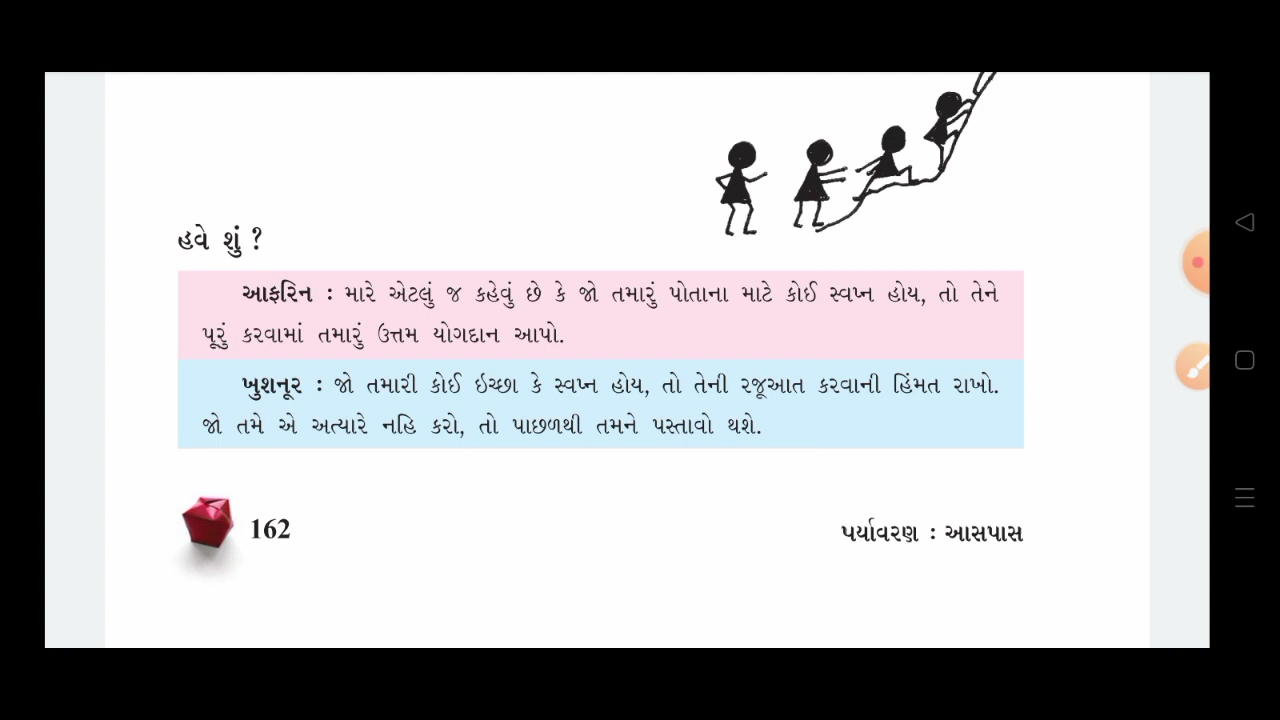 હવે શું ?
આફરિન : મારે એટલું જ કહેવું છે કે જો તમારું પોતાના માટે કોઈ સ્વપ્ન હોય, તો તેને
પૂરું કરવામાં તમારું ઉત્તમ યોગદાન આપો.
ખુશનૂર : જો તમારી કોઈ ઇચ્છા કે સ્વપ્ન હોય, તો તેની રજૂઆત કરવાની હિંમત રાખો.
જો તમે એ અત્યારે નહિ કરો, તો પાછળથી તમને પસ્તાવો થશે.
162
પર્યાવરણ : આસપાસ